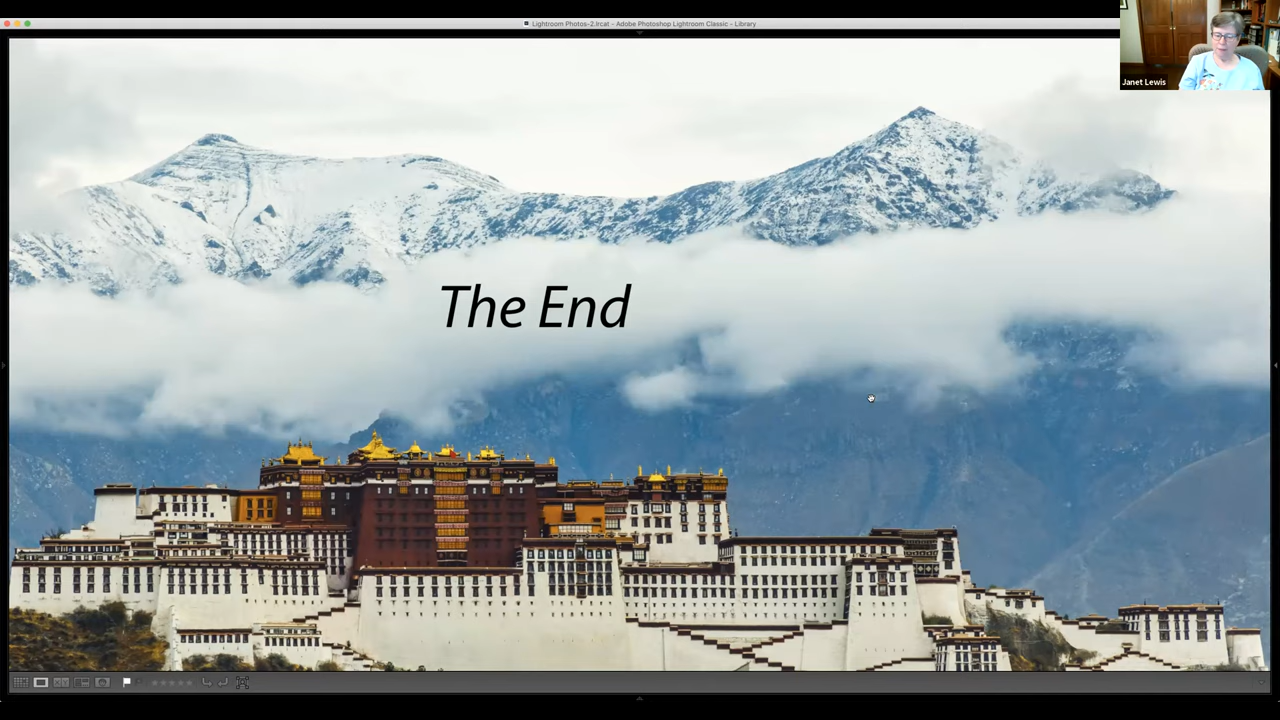 Lightroom Photos-2.lrcat - Adobe Photoshop Lightroom Classic - Library
Janet Lewis
The End